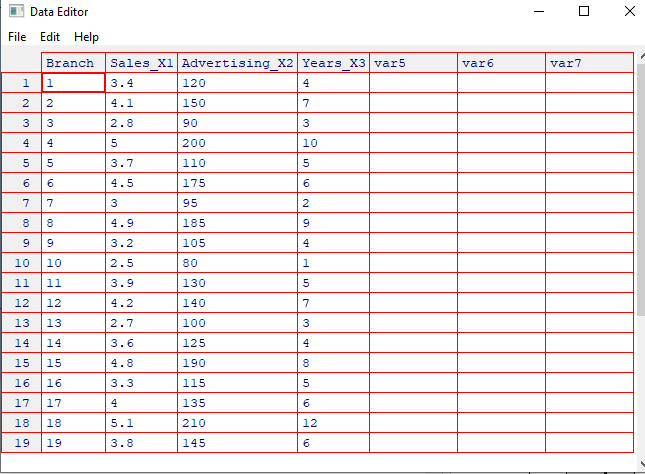 Data Editor
File Edit Help
Branch Sales_X1 Advertising_X2 Years_X3 var5 var6 var7
1 1 3.4 120 4
2 2 4.1 150 7
3 3 2.8 90 3
4 4 5 200 10
5 5 3.7 110 5
6 6 4.5 175 6
7 7 3 95 2
8 8 4.9 185 9
9 9 3.2 105 4
10 10 2.5 80 1
11 11 3.9 130 5
12 12 4.2 140 7
13 13 2.7 100 3
14 14 3.6 125 4
15 15 4.8 190 8
16 16 3.3 115 5
17 17 4 135 6
18 18 5.1 210 12
19 19 3.8 145 6